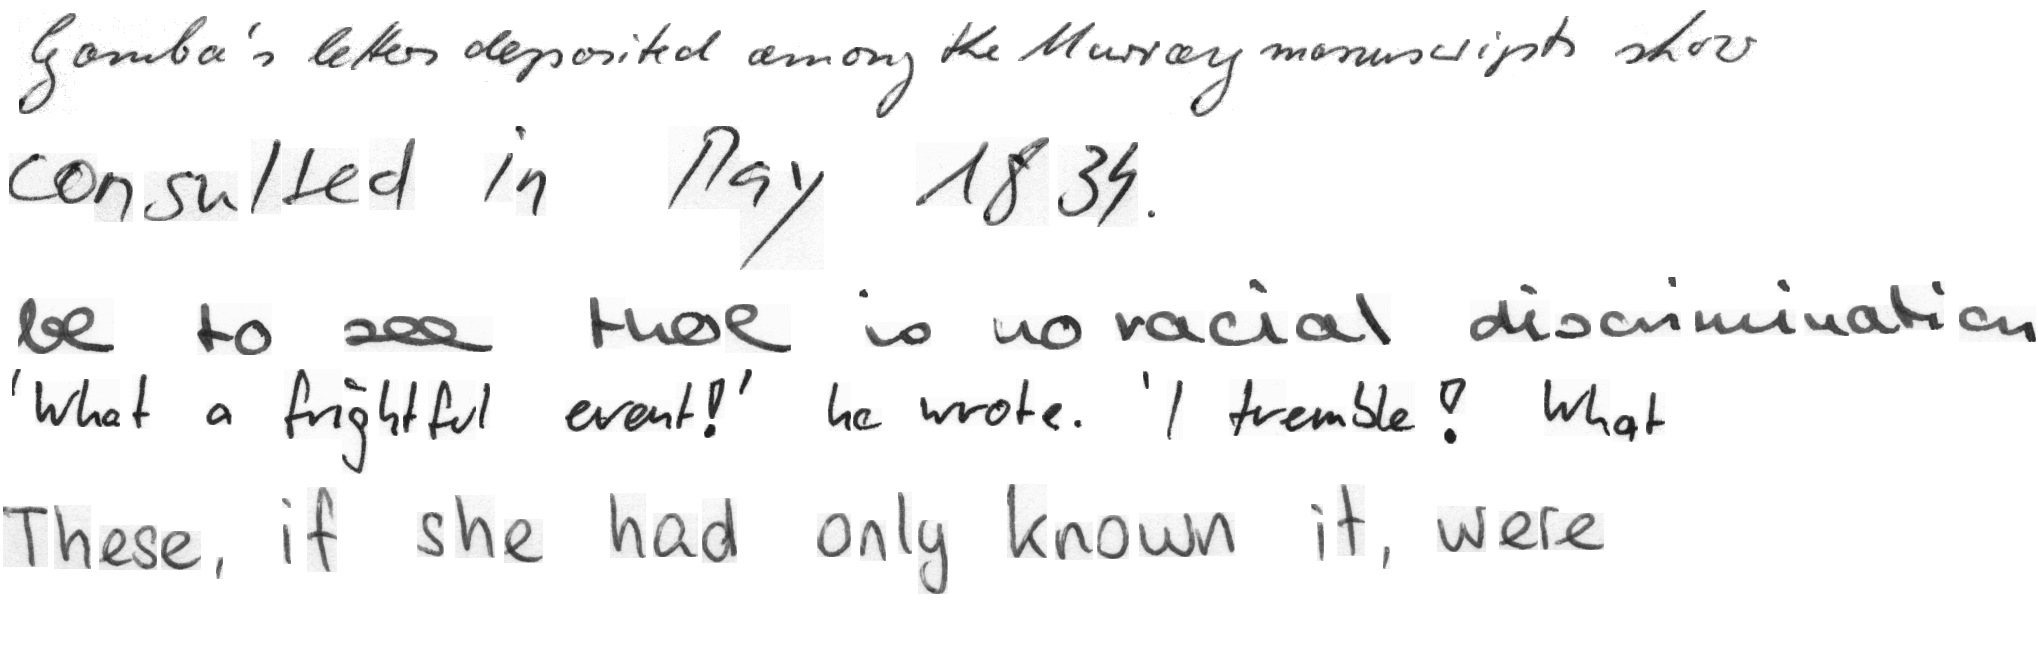 Gamba's letters deposited among the Murray manuscripts show
consulted in May 1834.
be to see there is no racial discrimination
'What a frightful event!' he wrote. 'I tremble! What
These, if she had only known it, were